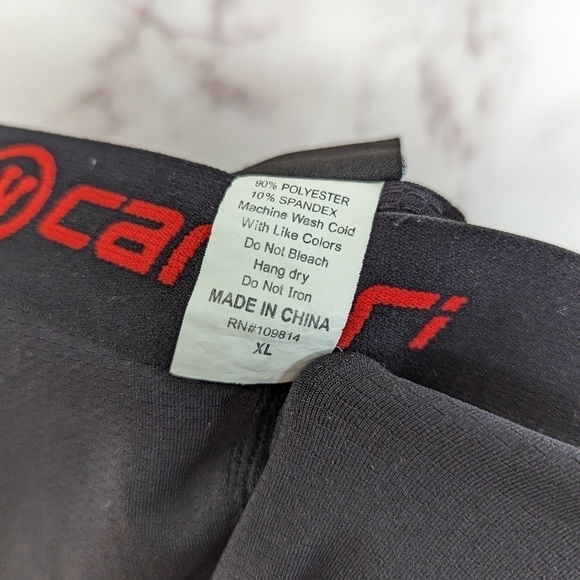 90% POLYESTER
10% SPANDEX
Machine Wash Cold
With Like Colors
Do Not Bleach
Hang dry
Do Not Iron
MADE IN CHINA
RN#109814
XL